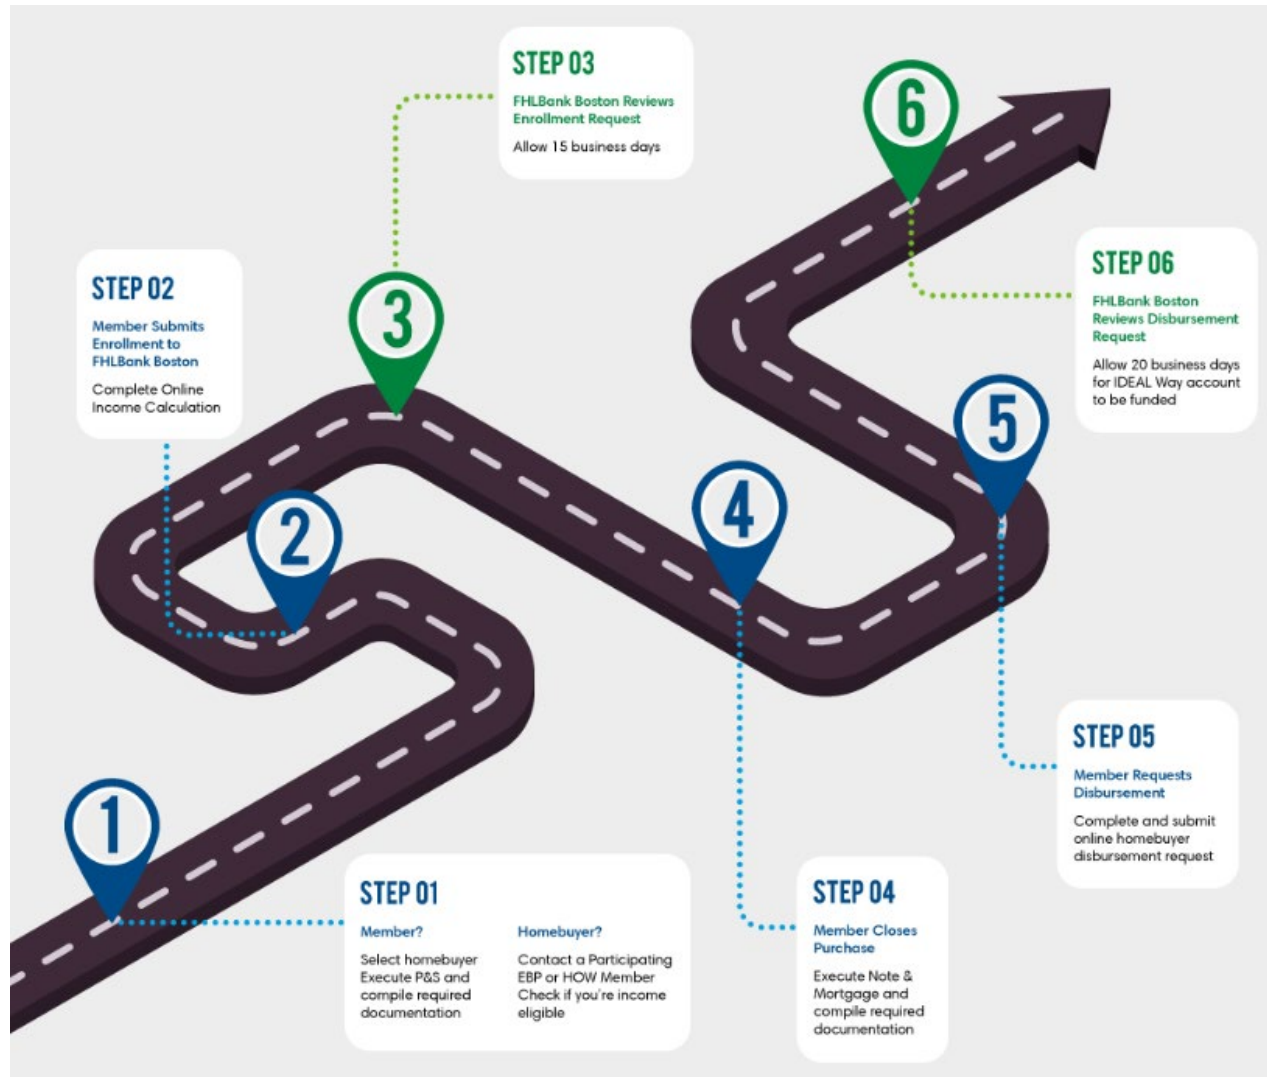 1
STEP 01
Member?
Select homebuyer
Execute P&S and
compile required
documentation
Homebuyer?
Contact a Participating
EBP or HOW Member
Check if you're income
eligible
2
STEP 02
Member Submits
Enrollment to
FHLBank Boston
Complete Online
Income Calculation
3
STEP 03
FHLBank Boston Reviews
Enrollment Request
Allow 15 business days
4
STEP 04
Member Closes
Purchase
Execute Note &
Mortgage and
compile required
documentation
5
STEP 05
Member Requests
Disbursement
Complete and submit
online homebuyer
disbursement request
6
STEP 06
FHLBank Boston
Reviews Disbursement
Request
Allow 20 business days
for IDEAL Way account
to be funded